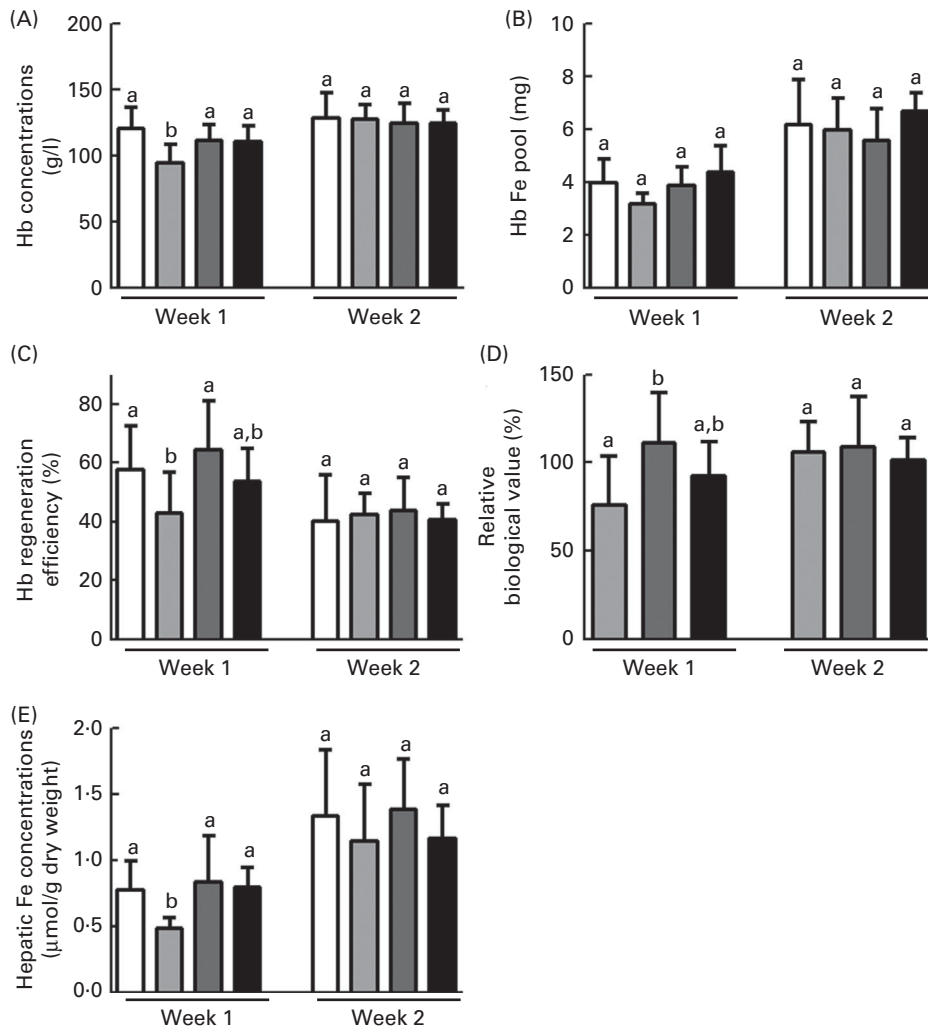 (A)
200
150
100
50
0
Hb concentrations
(g/l)
a
b
a
a
a
a
a
a
Week 1
Week 2
(B)
10
8
6
4
2
0
Hb Fe pool (mg)
a
a
a
a
a
a
a
a
Week 1
Week 2
(C)
80
60
40
20
0
Hb regeneration
efficiency (%)
a
b
a
a,b
a
a
a
a
Week 1
Week 2
(D)
150
100
50
0
Relative
biological value (%)
a
b
a,b
a
a
a
Week 1
Week 2
(E)
2·0
1·5
1·0
0·5
0·0
Hepatic Fe concentrations
(μmol/g dry weight)
a
b
a
a
a
a
a
a
Week 1
Week 2